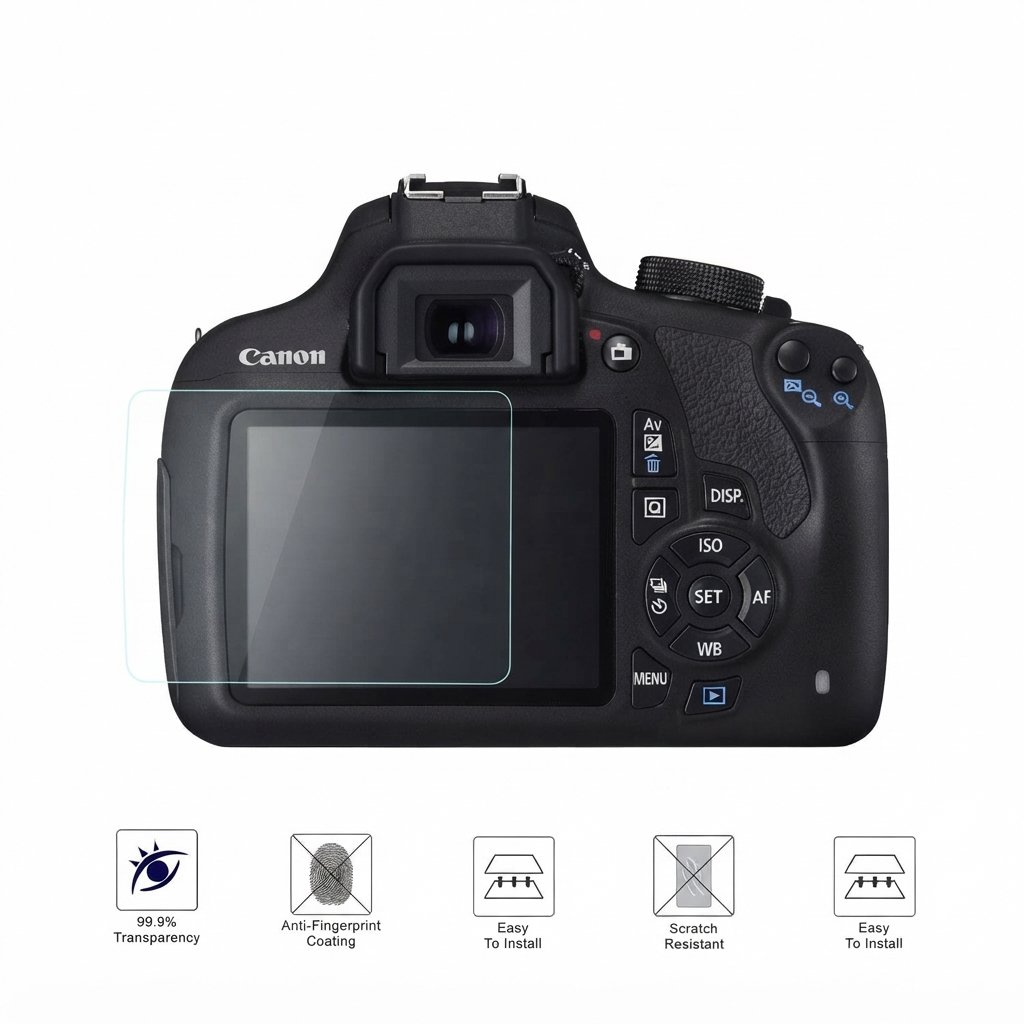 Canon
Av
Q
DISP.
ISO
SET
AF
WB
MENU
99.9%
Transparency
Anti-Fingerprint
Coating
Easy
To Install
Scratch
Resistant
Easy
To Install